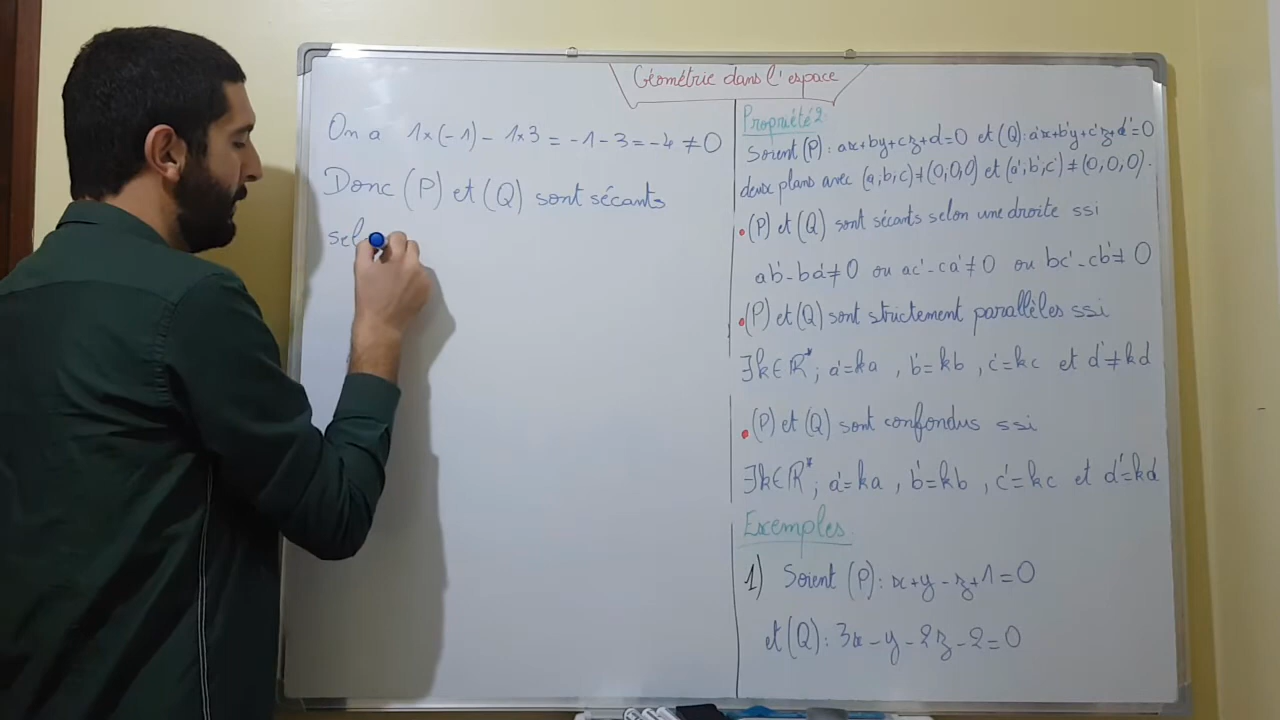 Géométrie dans l'espace
On a 1×(-1) - 1×3 = -1-3 = -4 ≠ 0
Donc (P) et (Q) sont sécants
sel
Propriété 2:
Soient (P): ax+by+cz+d=0 et (Q): a'x+b'y+c'z+d'=0
deux plans avec (a,b,c)≠(0,0,0) et (a',b',c')≠(0,0,0).
• (P) et (Q) sont sécants selon une droite ssi
ab'-ba'≠0 ou ac'-ca'≠0 ou bc'-cb'≠0
• (P) et (Q) sont strictement parallèles ssi
∃k∈ℝ*; a'=ka, b'=kb, c'=kc et d'≠kd
• (P) et (Q) sont confondus ssi
∃k∈ℝ*; a'=ka, b'=kb, c'=kc et d'=kd
Exemples
1) Soient (P): x+y-z+1=0
et (Q): 3x-y-2z-2=0